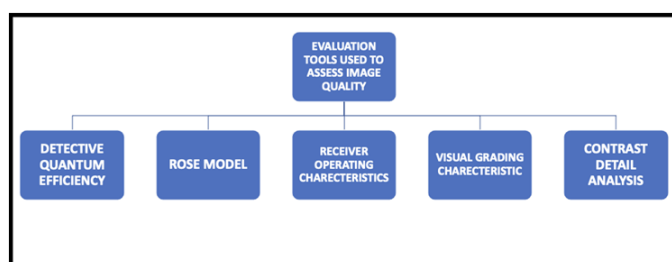 EVALUATION
TOOLS USED TO
ASSESS IMAGE
QUALITY
DETECTIVE
QUANTUM
EFFICIENCY
ROSE MODEL
RECEIVER
OPERATING
CHARECTERISTICS
VISUAL GRADING
CHARECTERISTIC
CONTRAST
DETAIL
ANALYSIS